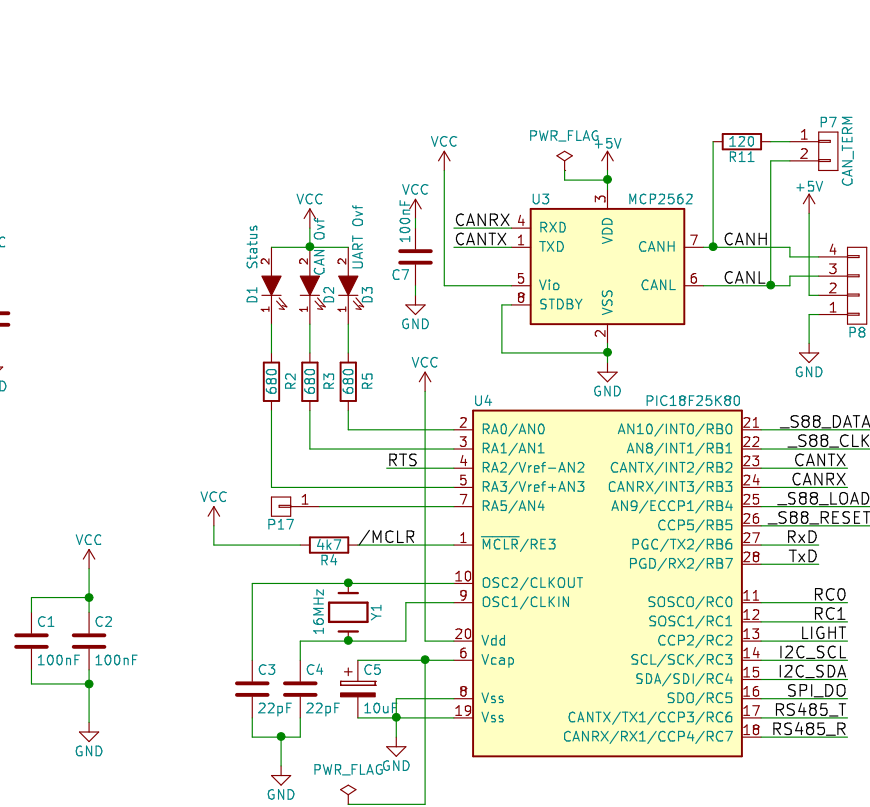 C
D
VCC
PWR_FLAG
+5V
120
R11
1
2
P7
CAN_TERM
+5V
U3
MCP2562
3
VDD
CANRX
4
RXD
CANTX
1
TXD
5
Vio
8
STDBY
VSS
2
CANH
7
CANH
CANL
6
CANL
GND
4
3
2
1
P8
GND
VCC
Status
CAN Ovf
UART Ovf
2
2
2
D1
D2
D3
1
1
1
VCC
100nF
C7
GND
680
R2
680
R3
680
R5
VCC
U4
PIC18F25K80
2
RA0/AN0
3
RA1/AN1
RTS
4
RA2/Vref-AN2
5
RA3/Vref+AN3
P17
1
7
RA5/AN4
VCC
4k7
R4
/MCLR
1
MCLR/RE3
10
OSC2/CLKOUT
9
OSC1/CLKIN
20
Vdd
6
Vcap
8
Vss
19
Vss
AN10/INT0/RB0
21
_S88_DATA
AN8/INT1/RB1
22
_S88_CLK
CANTX/INT2/RB2
23
CANTX
CANRX/INT3/RB3
24
CANRX
AN9/ECCP1/RB4
25
_S88_LOAD
CCP5/RB5
26
_S88_RESET
PGC/TX2/RB6
27
RxD
PGD/RX2/RB7
28
TxD
SOSCO/RC0
11
RC0
SOSC1/RC1
12
RC1
CCP2/RC2
13
LIGHT
SCL/SCK/RC3
14
I2C_SCL
SDA/SDI/RC4
15
I2C_SDA
SDO/RC5
16
SPI_DO
CANTX/TX1/CCP3/RC6
17
RS485_T
CANRX/RX1/CCP4/RC7
18
RS485_R
16MHz
Y1
C3
22pF
C4
22pF
C5
+
10uF
GND
GND
PWR_FLAG
VCC
C1
100nF
C2
100nF
GND